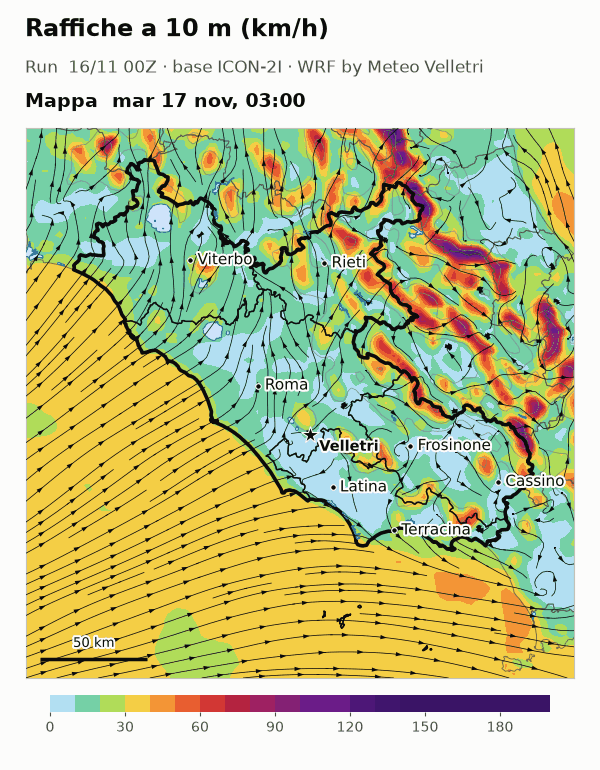 Raffiche a 10 m (km/h)
Run 16/11 00Z · base ICON-2I · WRF by Meteo Velletri
Mappa mar 17 nov, 03:00
Viterbo
Rieti
Roma
Velletri
Frosinone
Latina
Cassino
Terracina
50 km
0 30 60 90 120 150 180